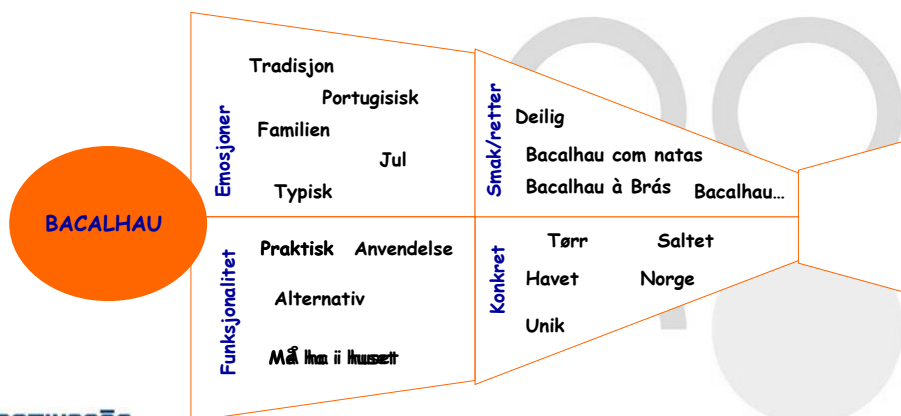 BACALHAU
Emosjoner
Tradisjon
Portugisisk
Familien
Jul
Typisk
Smak/retter
Deilig
Bacalhau com natas
Bacalhau à Brás
Bacalhau…
Funksjonalitet
Praktisk Anvendelse
Alternativ
Må ha i huset
Konkret
Tørr Saltet
Havet Norge
Unik